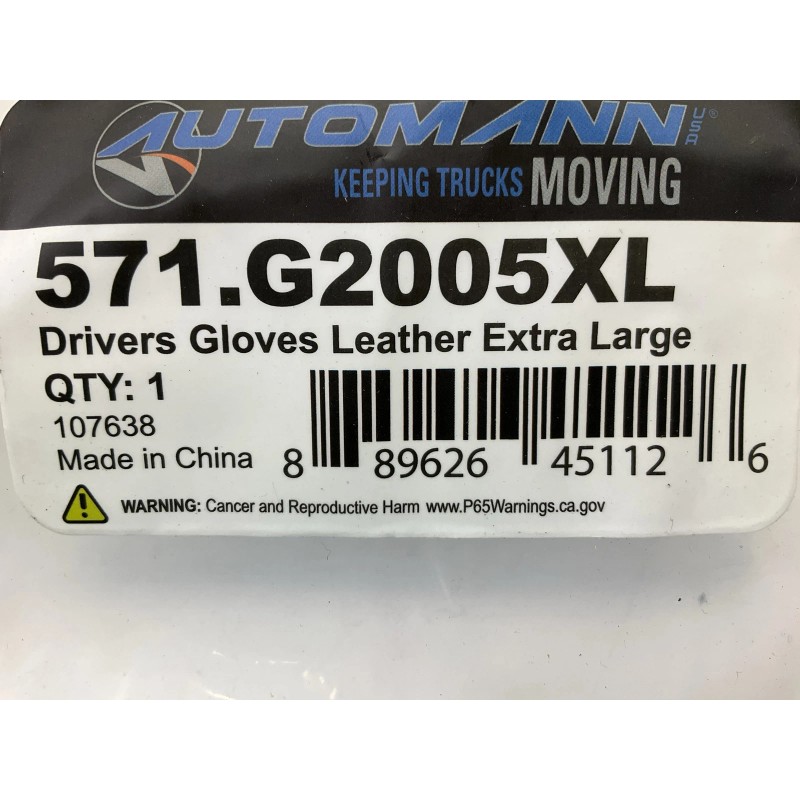 AUTOMANN USA®
KEEPING TRUCKS MOVING
571.G2005XL
Drivers Gloves Leather Extra Large
QTY: 1
107638
Made in China
8 89626 45112 6
WARNING: Cancer and Reproductive Harm www.P65Warnings.ca.gov